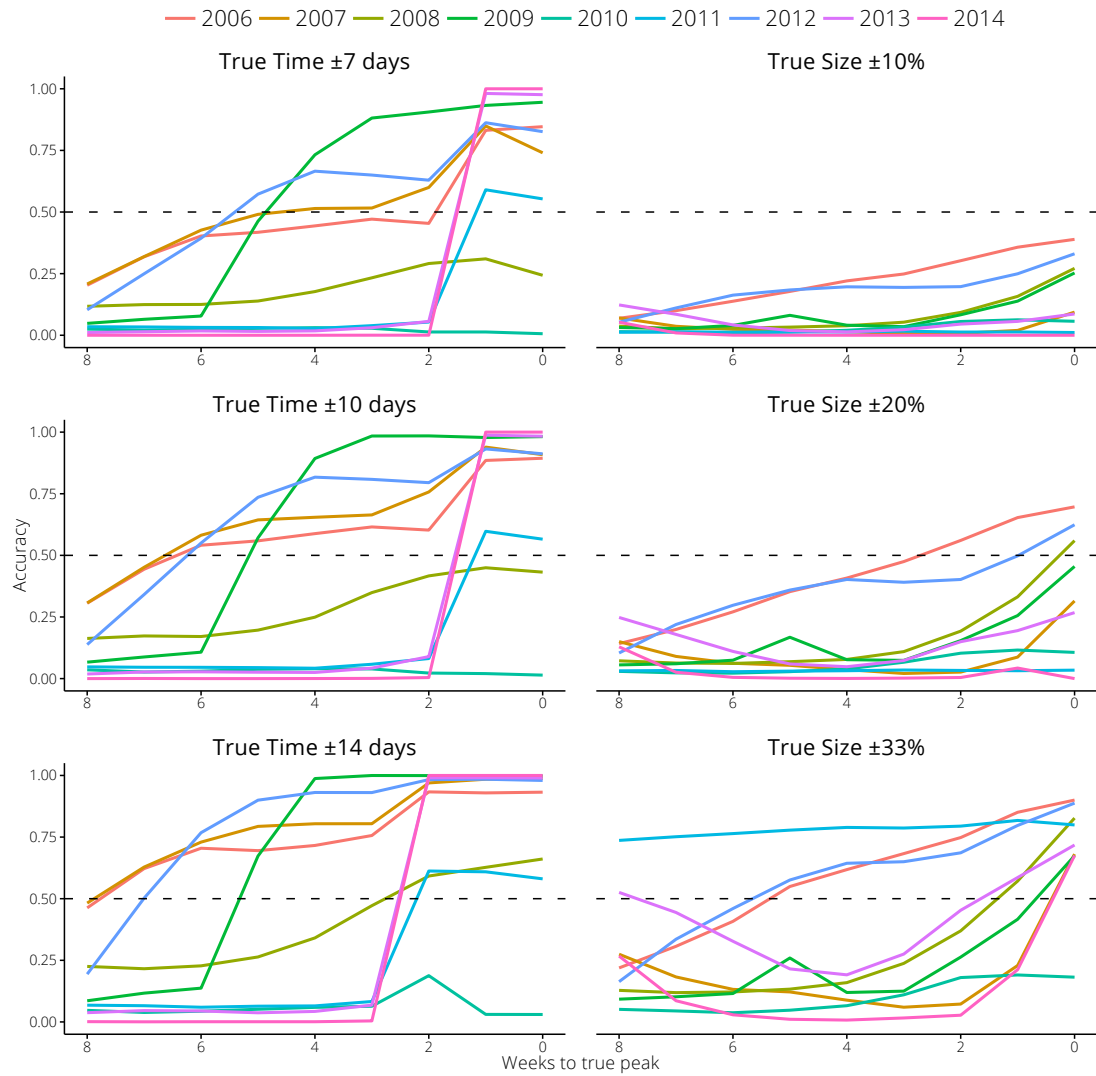 2006 2007 2008 2009 2010 2011 2012 2013 2014
True Time ±7 days
True Size ±10%
1.00
0.75
0.50
0.25
0.00
8 6 4 2 0
8 6 4 2 0
True Time ±10 days
True Size ±20%
1.00
0.75
0.50
0.25
0.00
8 6 4 2 0
8 6 4 2 0
Accuracy
True Time ±14 days
True Size ±33%
1.00
0.75
0.50
0.25
0.00
8 6 4 2 0
8 6 4 2 0
Weeks to true peak